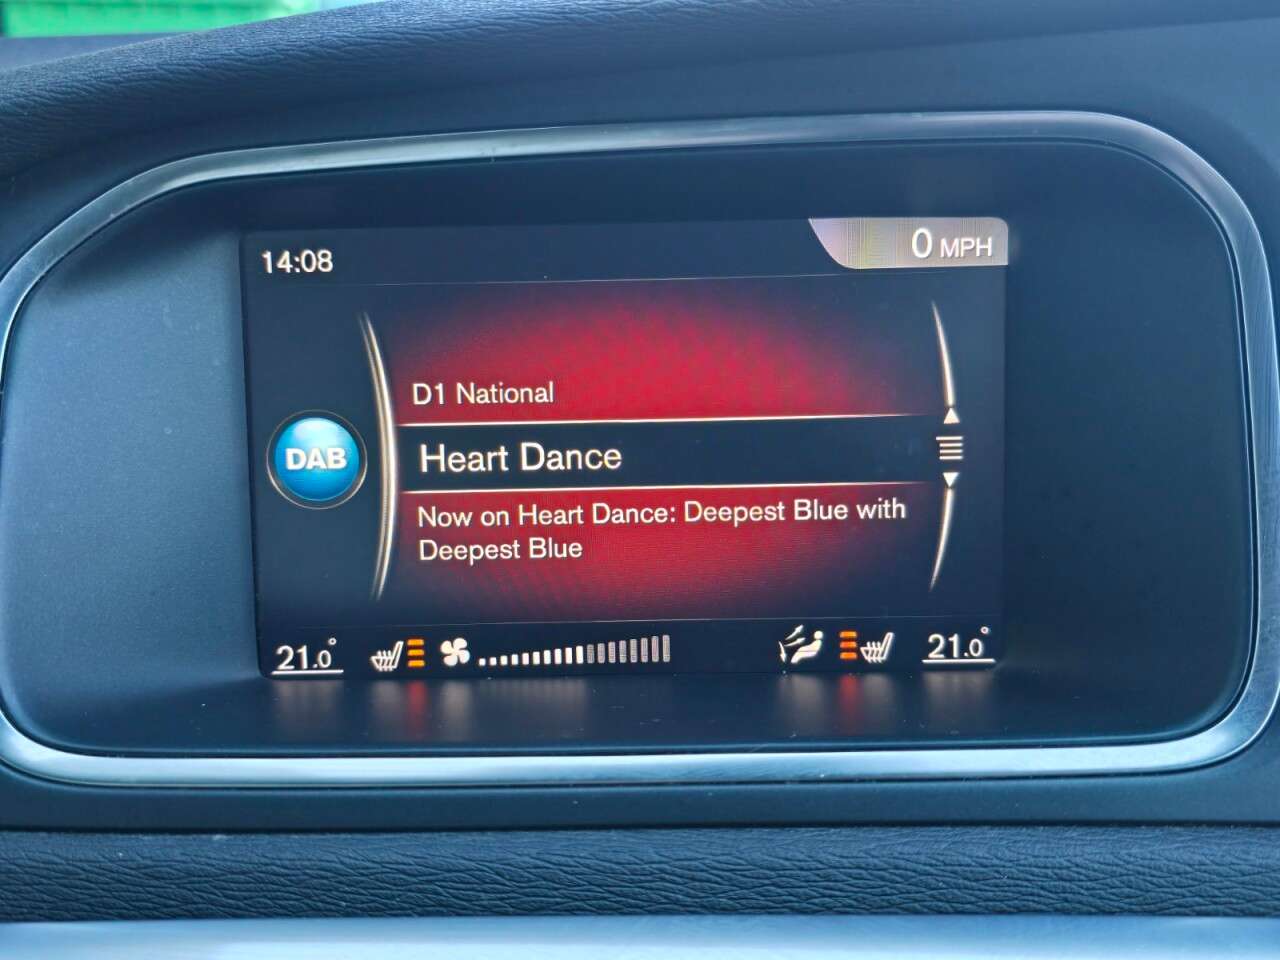 14:08
0 MPH
D1 National
DAB
Heart Dance
Now on Heart Dance: Deepest Blue with
Deepest Blue
21.0° 21.0°